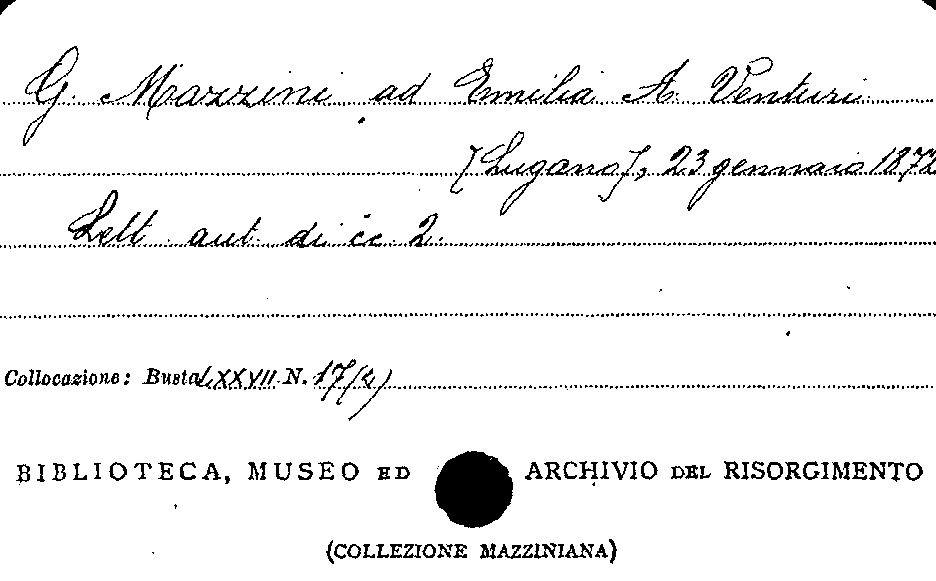 G. Mazzini ad Emilia A. Venturi
[Lugano], 23 gennaio 1872
Lett. aut. di cc. 2.
Collocazione: Busta LXXVII N. 17(2)
BIBLIOTECA, MUSEO ED ARCHIVIO DEL RISORGIMENTO
(COLLEZIONE MAZZINIANA)